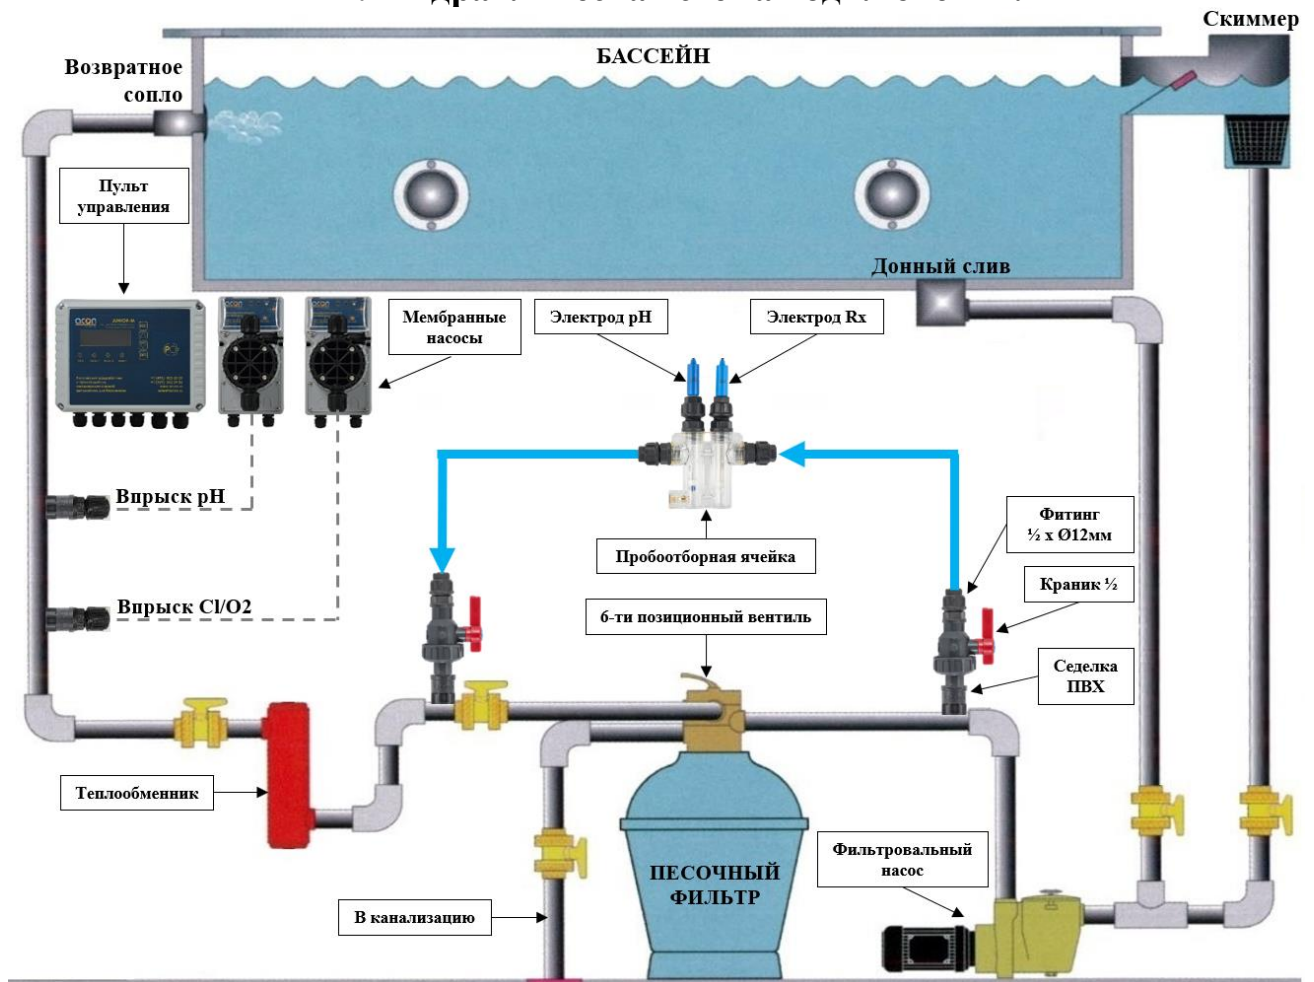 Скиммер
БАССЕЙН
Возвратное
сопло
Пульт
управления
Донный слив
Мембранные
насосы
Электрод pH
Электрод Rx
Впрыск pH
Фитинг
½ x Ø12мм
Пробоотборная ячейка
Краник ½
Впрыск Cl/O2
6-ти позиционный вентиль
Седелка
ПВХ
Теплообменник
Фильтровальный
насос
ПЕСОЧНЫЙ
ФИЛЬТР
В канализацию